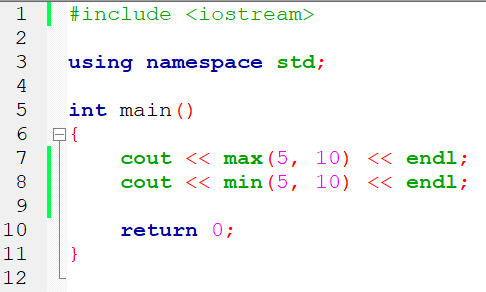 1 #include <iostream>
2
3 using namespace std;
4
5 int main()
6 {
7 cout << max(5, 10) << endl;
8 cout << min(5, 10) << endl;
9
10 return 0;
11 }
12